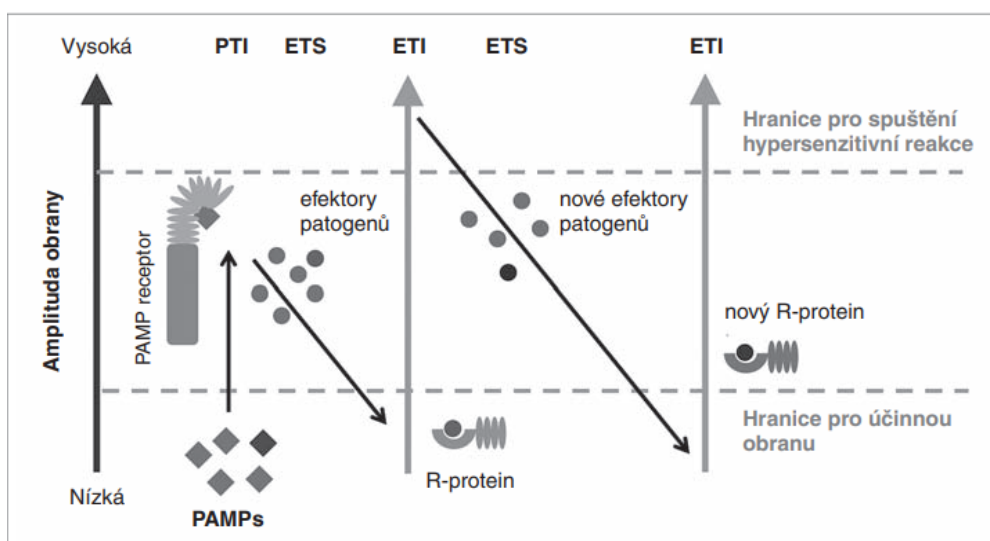 Vysoká PTI ETS ETI ETS ETI
Hranice pro spuštění
hypersenzitivní reakce
efektory
patogenů
nové efektory
patogenů
Amplituda obrany
PAMP receptor
nový R-protein
Hranice pro účinnou
obranu
R-protein
Nízká
PAMPs